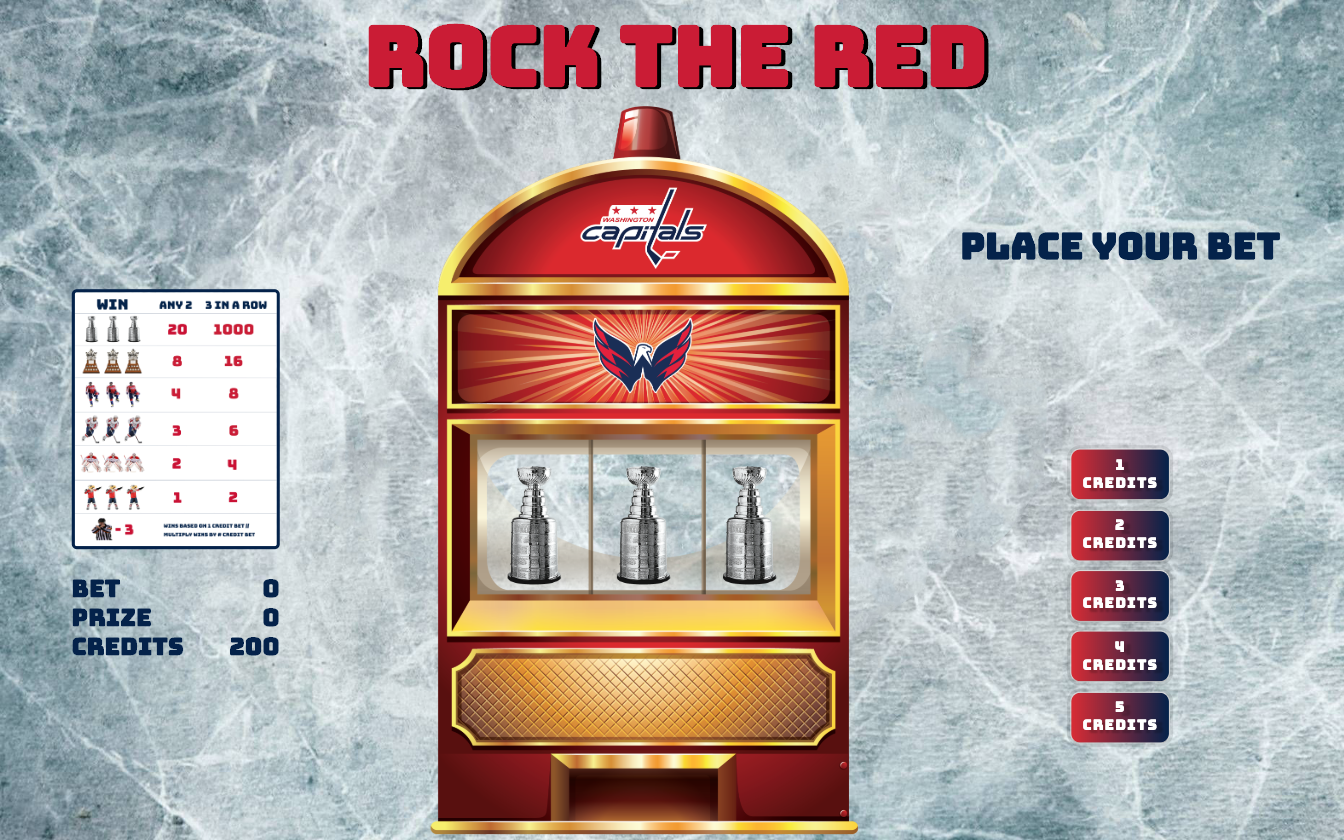 ROCK THE RED
WASHINGTON
capitals
PLACE YOUR BET
WIN ANY 2 3 IN A ROW
20 1000
8 16
4 8
3 6
2 4
1 2
- 3 WINS BASED ON 1 CREDIT BET !!
MULTIPLY WINS BY # CREDIT BET
BET 0
PRIZE 0
CREDITS 200
1
CREDITS
2
CREDITS
3
CREDITS
4
CREDITS
5
CREDITS